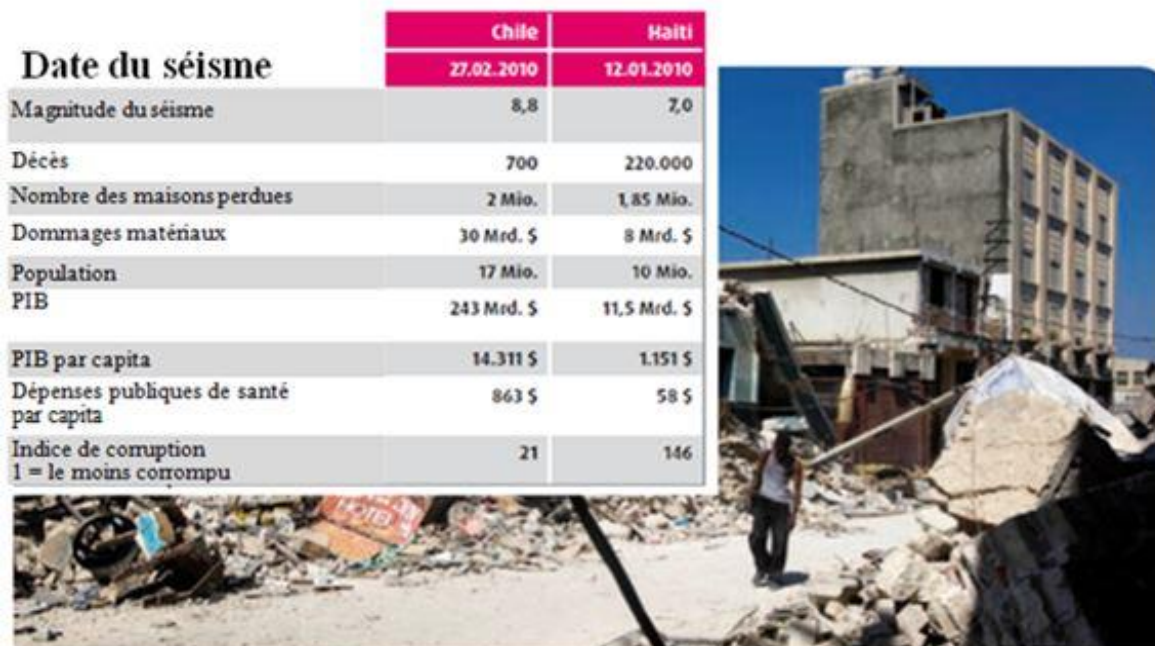 Chile Haiti
Date du séisme 27.02.2010 12.01.2010
Magnitude du séisme 8,8 7,0
Décès 700 220.000
Nombre des maisons perdues 2 Mio. 1,85 Mio.
Dommages matériaux 30 Mrd. $ 8 Mrd. $
Population 17 Mio. 10 Mio.
PIB 243 Mrd. $ 11,5 Mrd. $
PIB par capita 14.311 $ 1.151 $
Dépenses publiques de santé 863 $ 58 $
par capita
Indice de corruption 21 146
1 = le moins corrompu
HOTEL